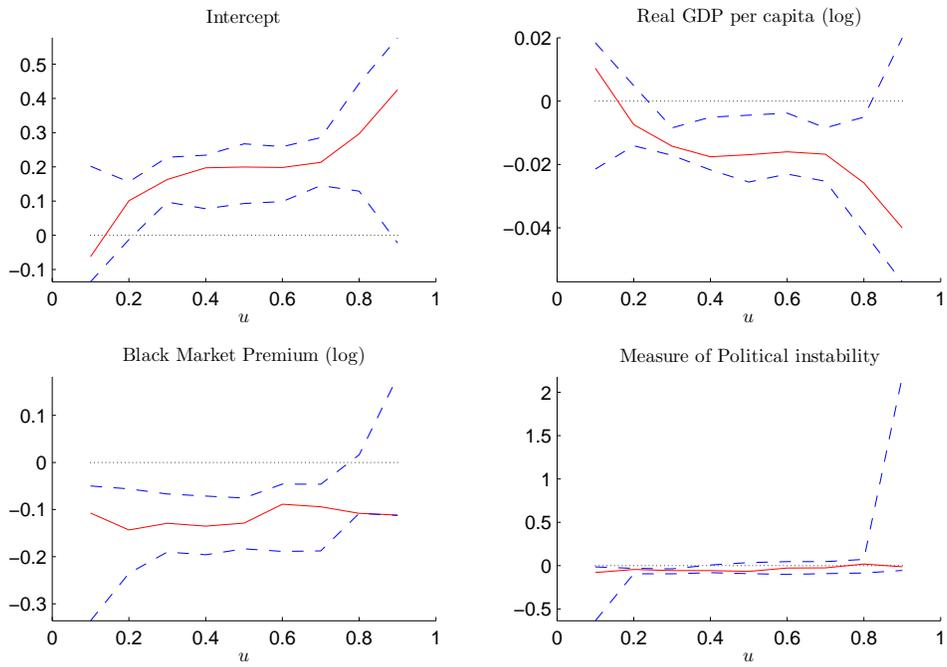 Intercept
0.5
0.4
0.3
0.2
0.1
0
−0.1
0 0.2 0.4 0.6 0.8 1
u
Real GDP per capita (log)
0.02
0
−0.02
−0.04
0 0.2 0.4 0.6 0.8 1
u
Black Market Premium (log)
0.1
0
−0.1
−0.2
−0.3
0 0.2 0.4 0.6 0.8 1
u
Measure of Political instability
2
1.5
1
0.5
0
−0.5
0 0.2 0.4 0.6 0.8 1
u